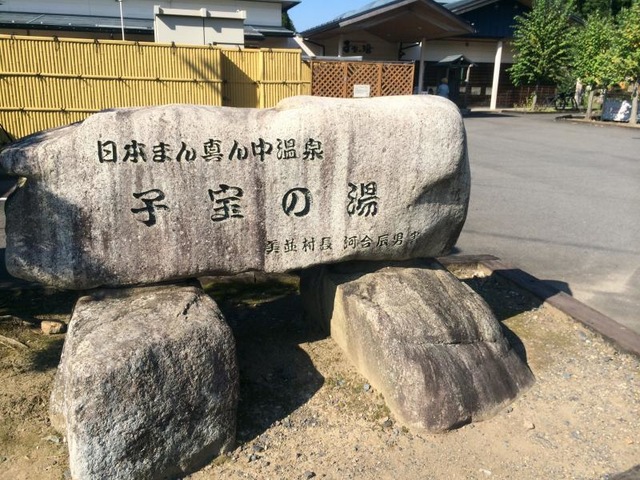 日本まん真ん中温泉
子宝の湯
美並村長 河合辰男書